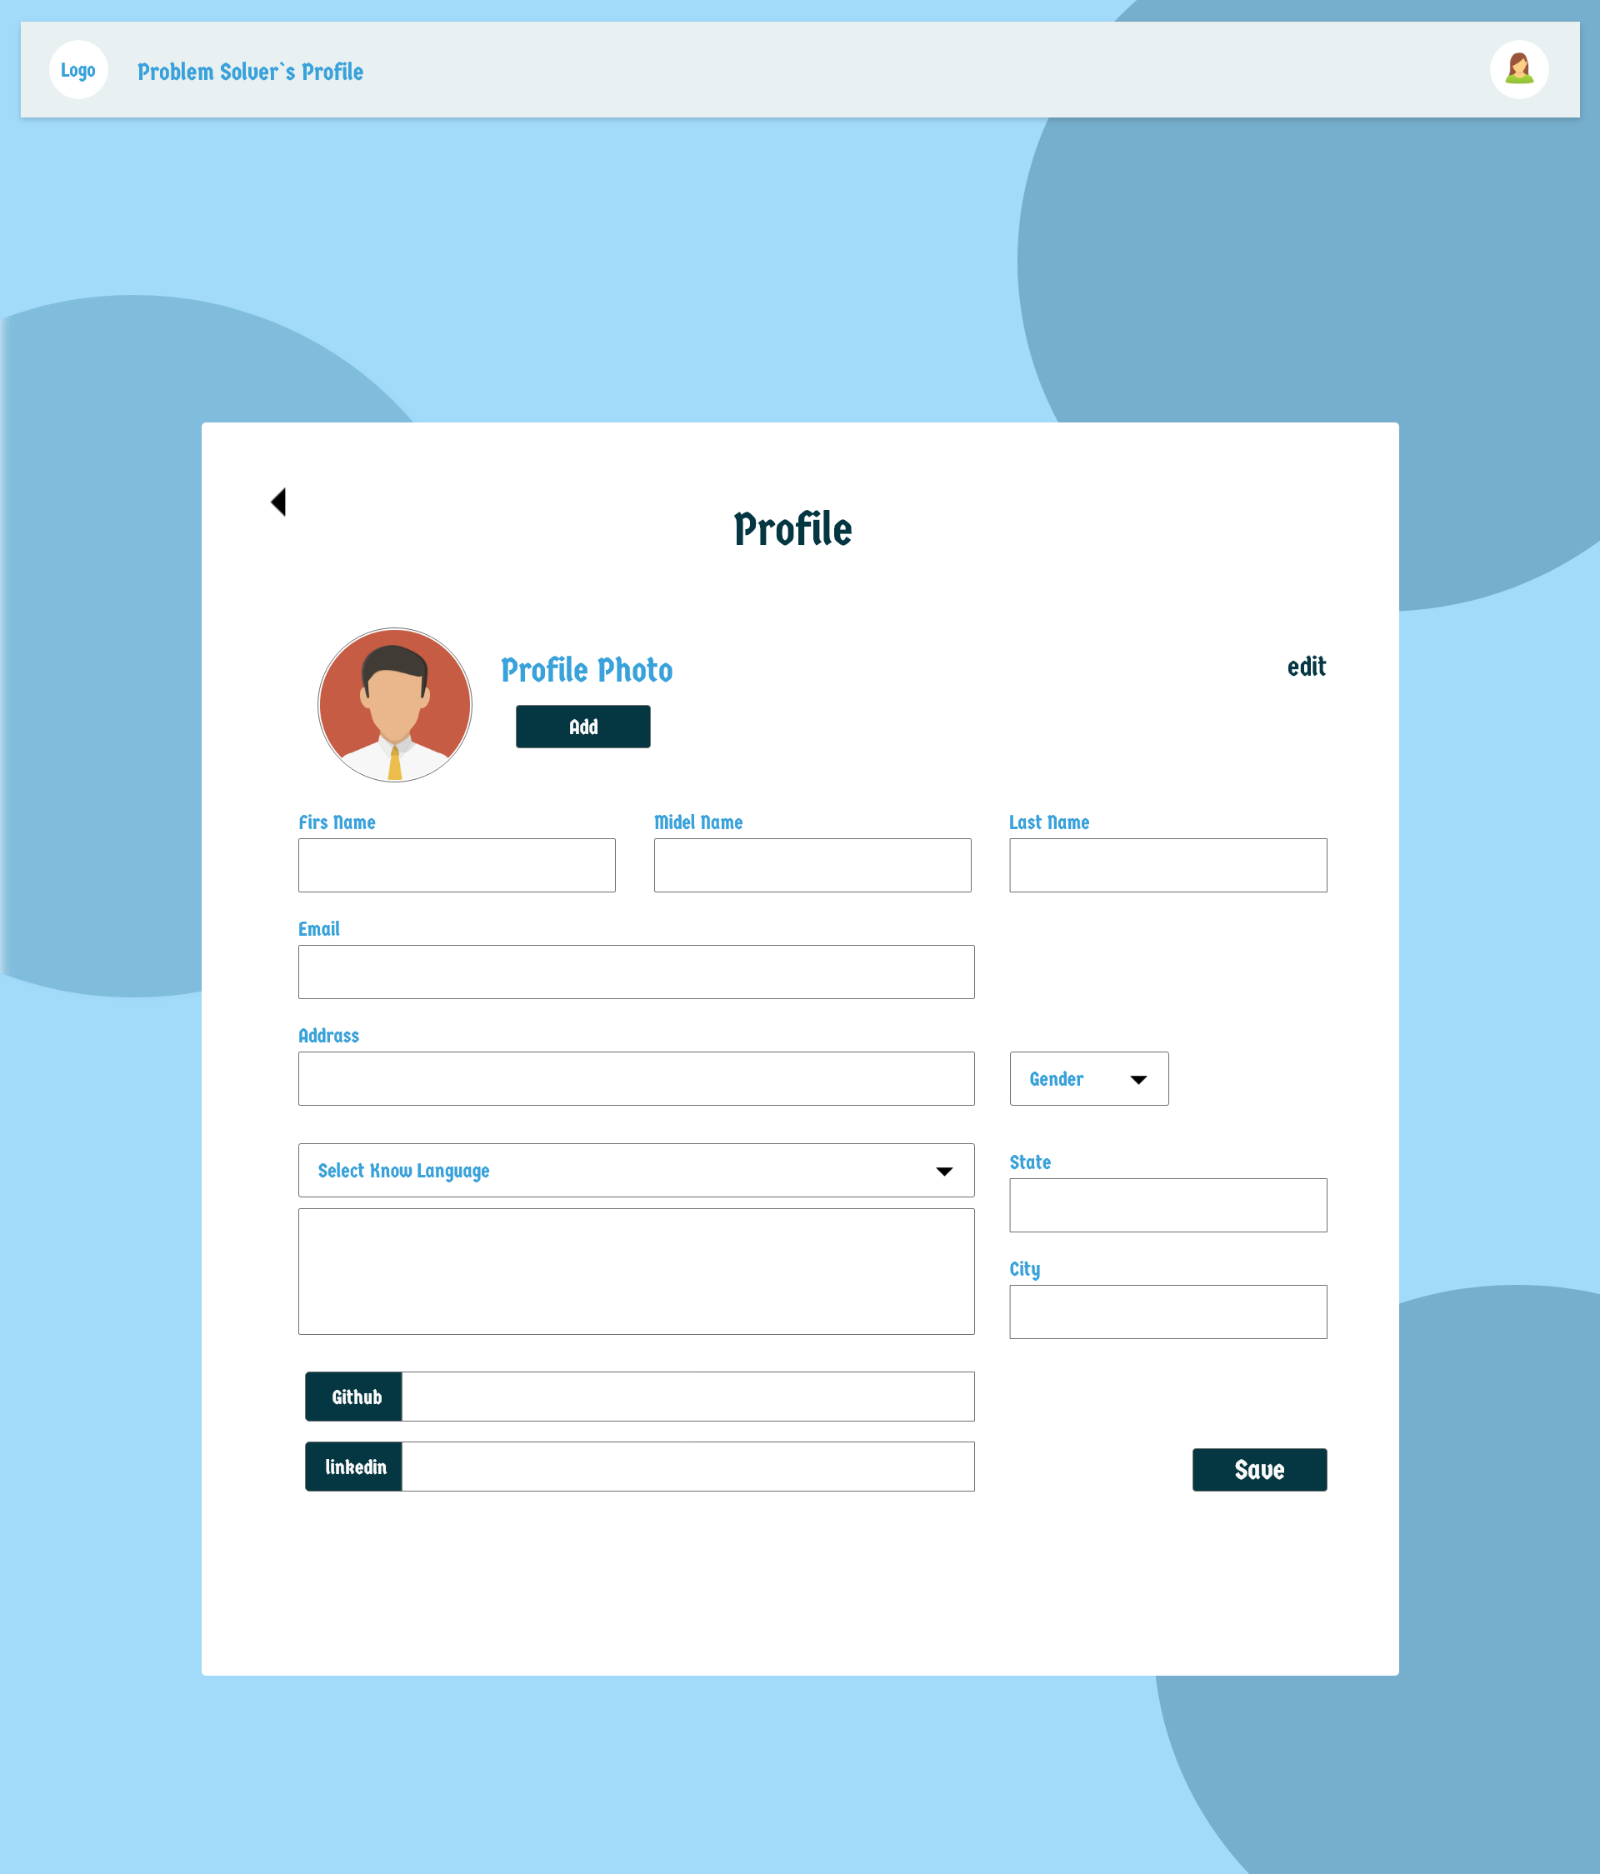 Logo
Problem Solver`s Profile
Profile
Profile Photo
edit
Add
Firs Name
Midel Name
Last Name
Email
Addrass
Gender
Select Know Language
State
City
Github
linkedin
Save